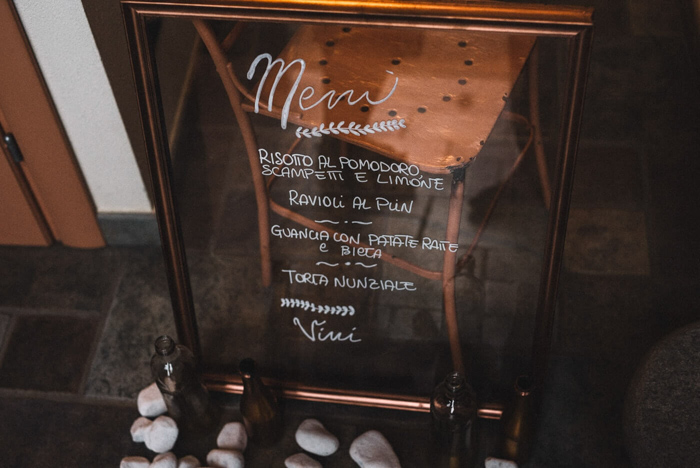 Menù
RISOTTO AL POMODORO,
SCAMPETTI E LIMONE
RAVIOLI AL PLIN
GUANCIA CON PATATE RATTE
e BIETA
TORTA NUNZIALE
Vini